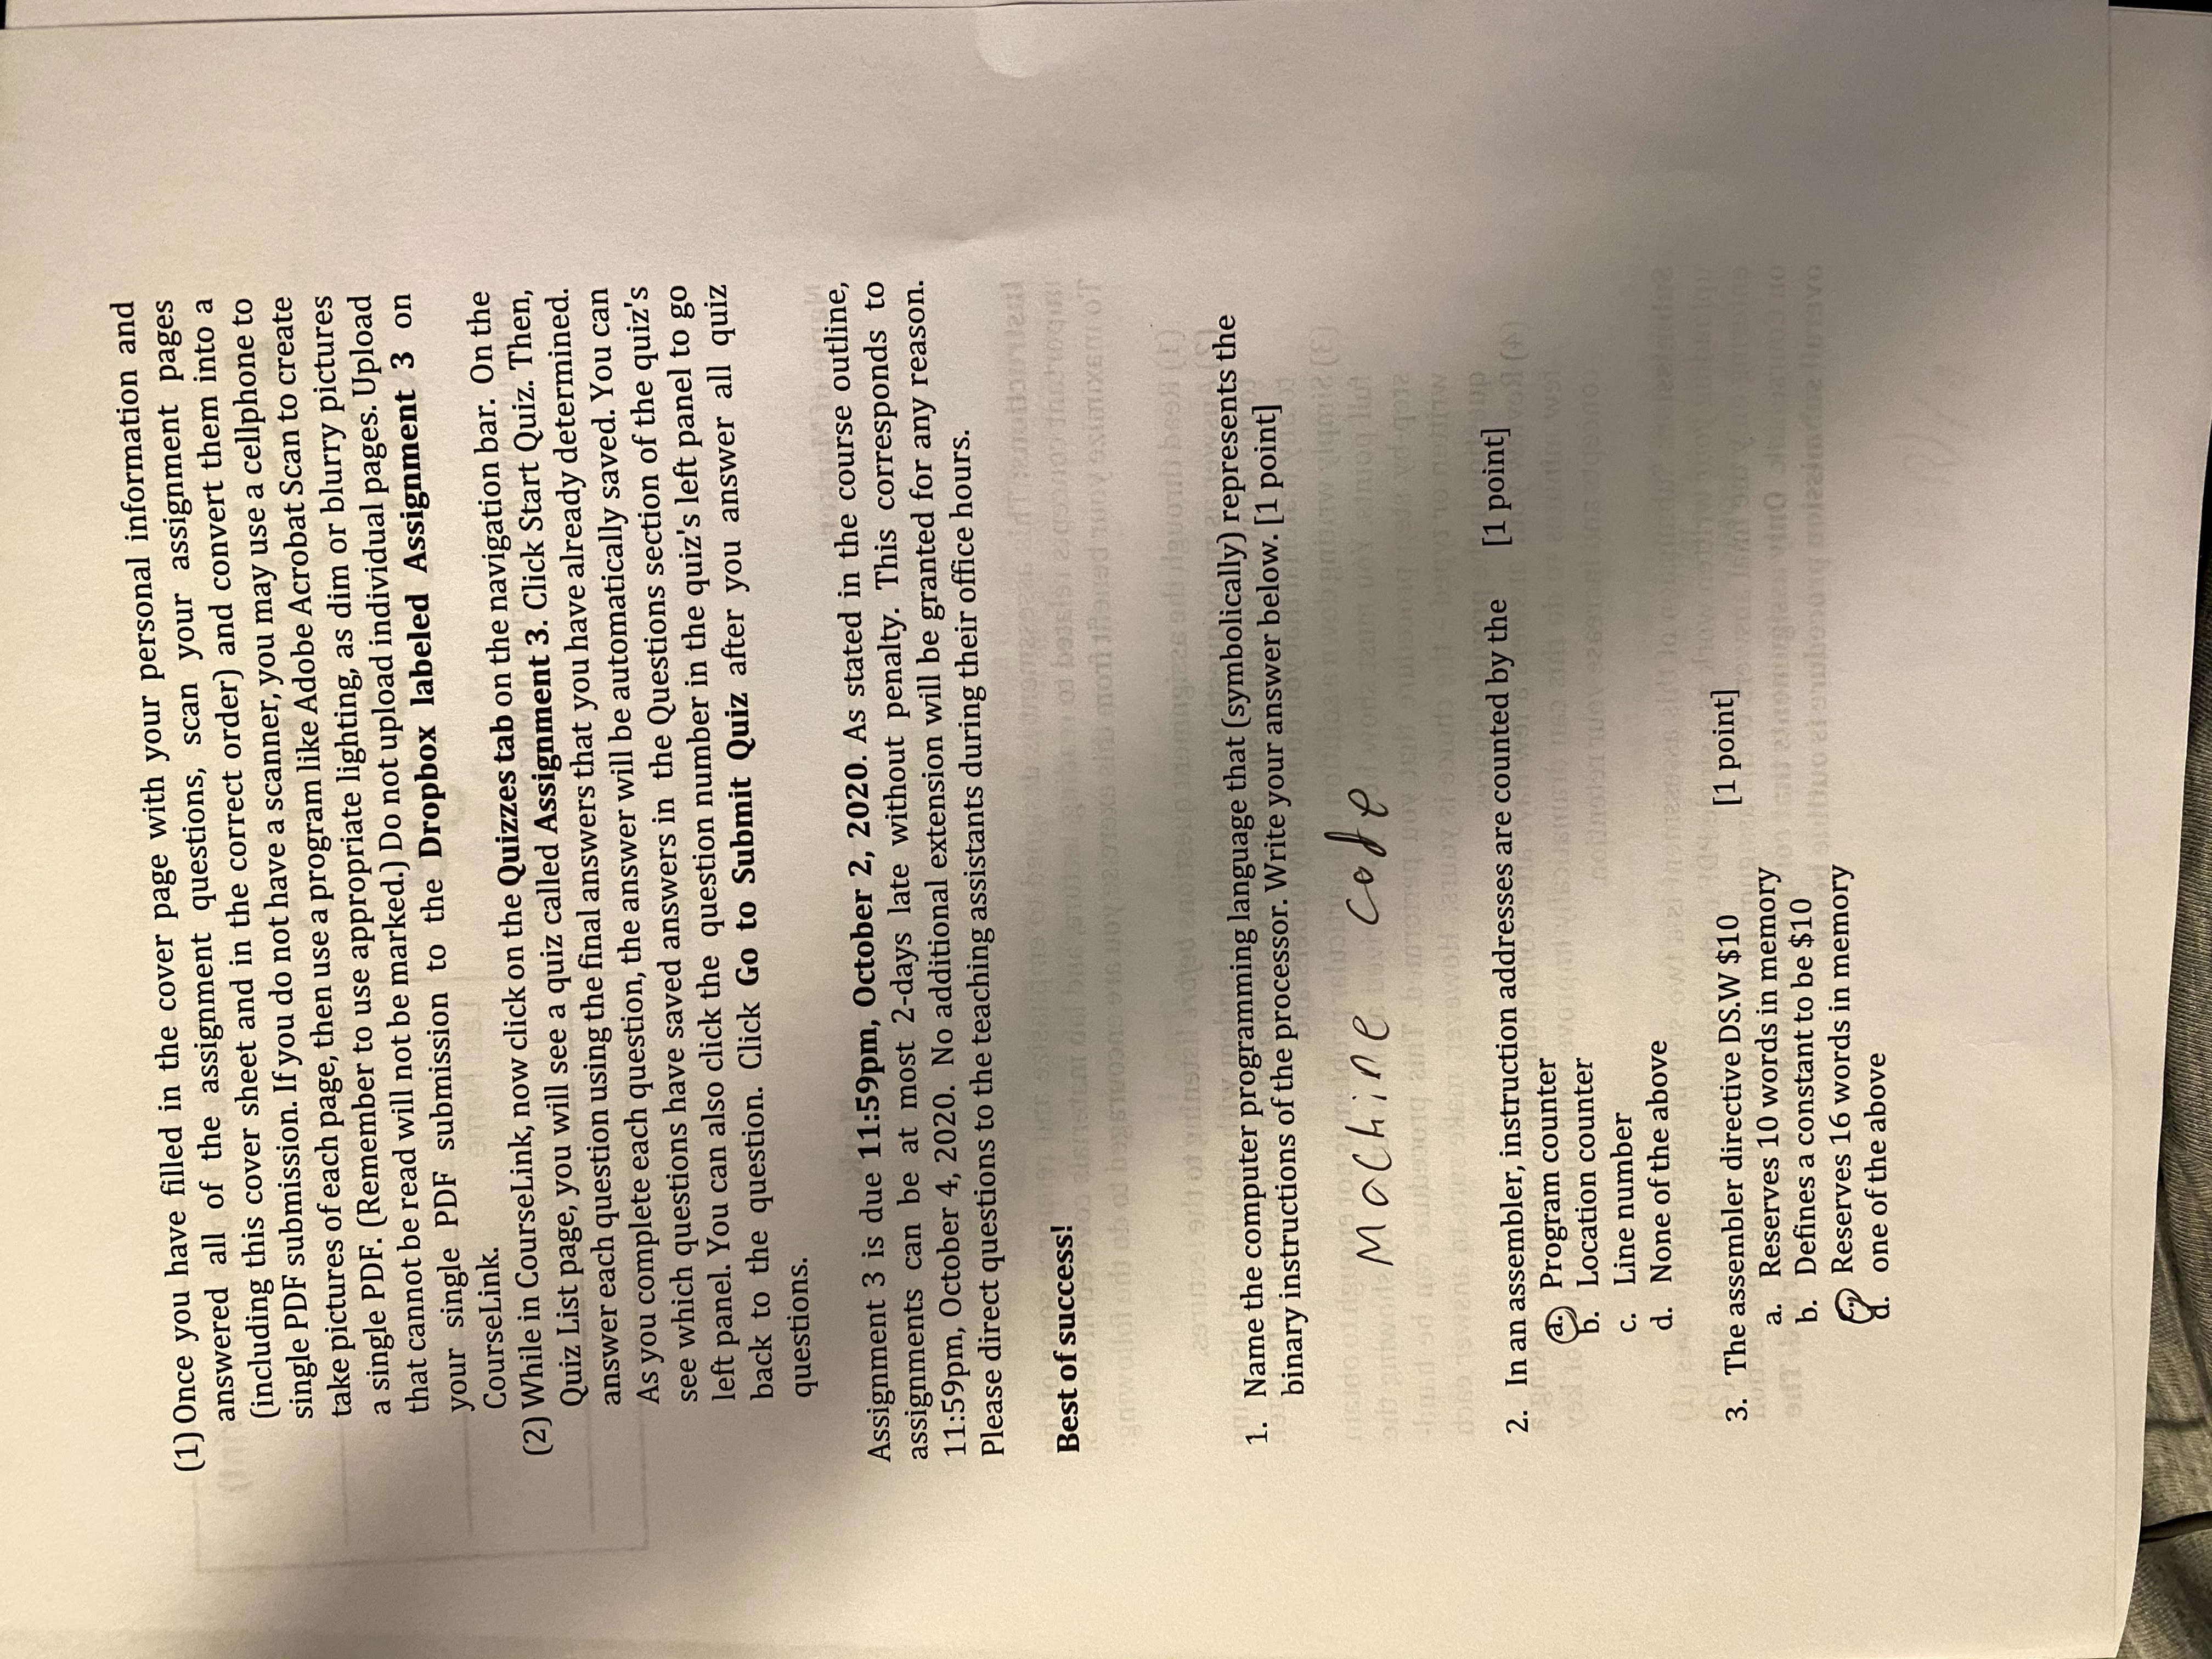 (1) Once you have filled in the cover page with your personal information and
answered all of the assignment questions, scan your assignment pages
(including this cover sheet and in the correct order) and convert them into a
single PDF submission. If you do not have a scanner, you may use a cellphone to
take pictures of each page, then use a program like Adobe Acrobat Scan to create
a single PDF. (Remember to use appropriate lighting, as dim or blurry pictures
that cannot be read will not be marked.) Do not upload individual pages. Upload
your single PDF submission to the Dropbox labeled Assignment 3 on
CourseLink.
(2) While in CourseLink, now click on the Quizzes tab on the navigation bar. On the
Quiz List page, you will see a quiz called Assignment 3. Click Start Quiz. Then,
answer each question using the final answers that you have already determined.
As you complete each question, the answer will be automatically saved. You can
see which questions have saved answers in the Questions section of the quiz's
left panel. You can also click the question number in the quiz's left panel to go
back to the question. Click Go to Submit Quiz after you answer all quiz
questions.
Assignment 3 is due 11:59pm, October 2, 2020. As stated in the course outline,
assignments can be at most 2-days late without penalty. This corresponds to
11:59pm, October 4, 2020. No additional extension will be granted for any reason.
Please direct questions to the teaching assistants during their office hours.
Best of success!
1. Name the computer programming language that (symbolically) represents the
binary instructions of the processor. Write your answer below. [1 point]
Machine code
2. In an assembler, instruction addresses are counted by the [1 point]
a. Program counter
b. Location counter
c. Line number
d. None of the above
3. The assembler directive DS.W $10 [1 point]
a. Reserves 10 words in memory
b. Defines a constant to be $10
c. Reserves 16 words in memory
d. one of the above